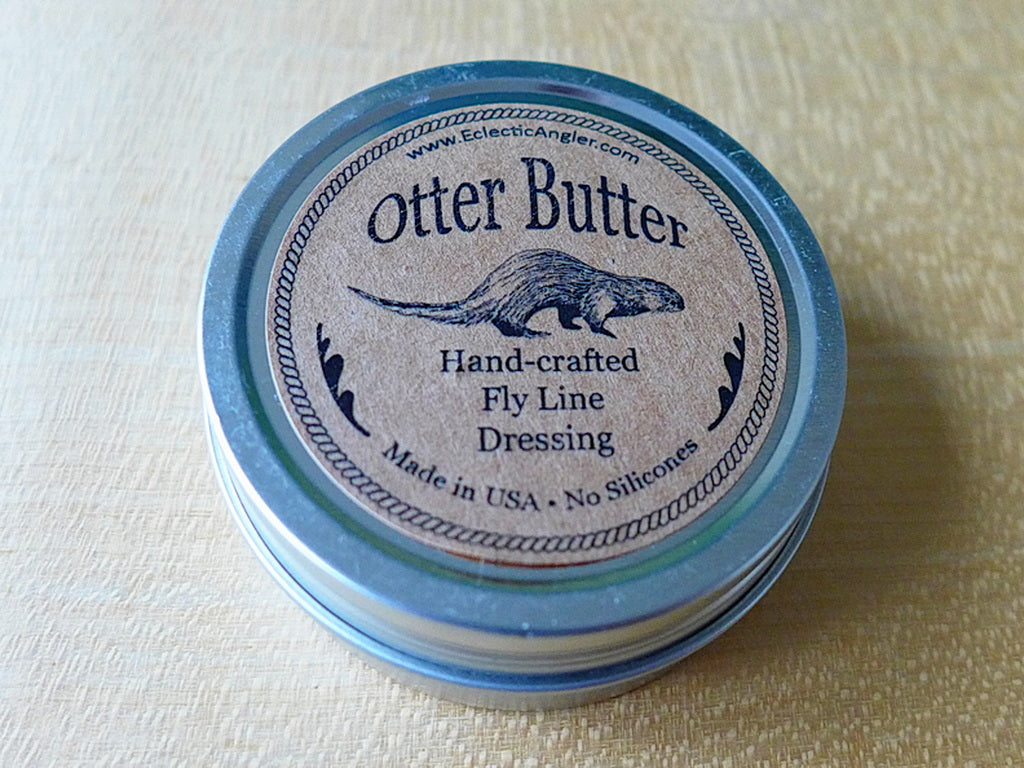 www.EclecticAngler.com
Otter Butter
Hand-crafted
Fly Line
Dressing
Made in USA • No Silicones